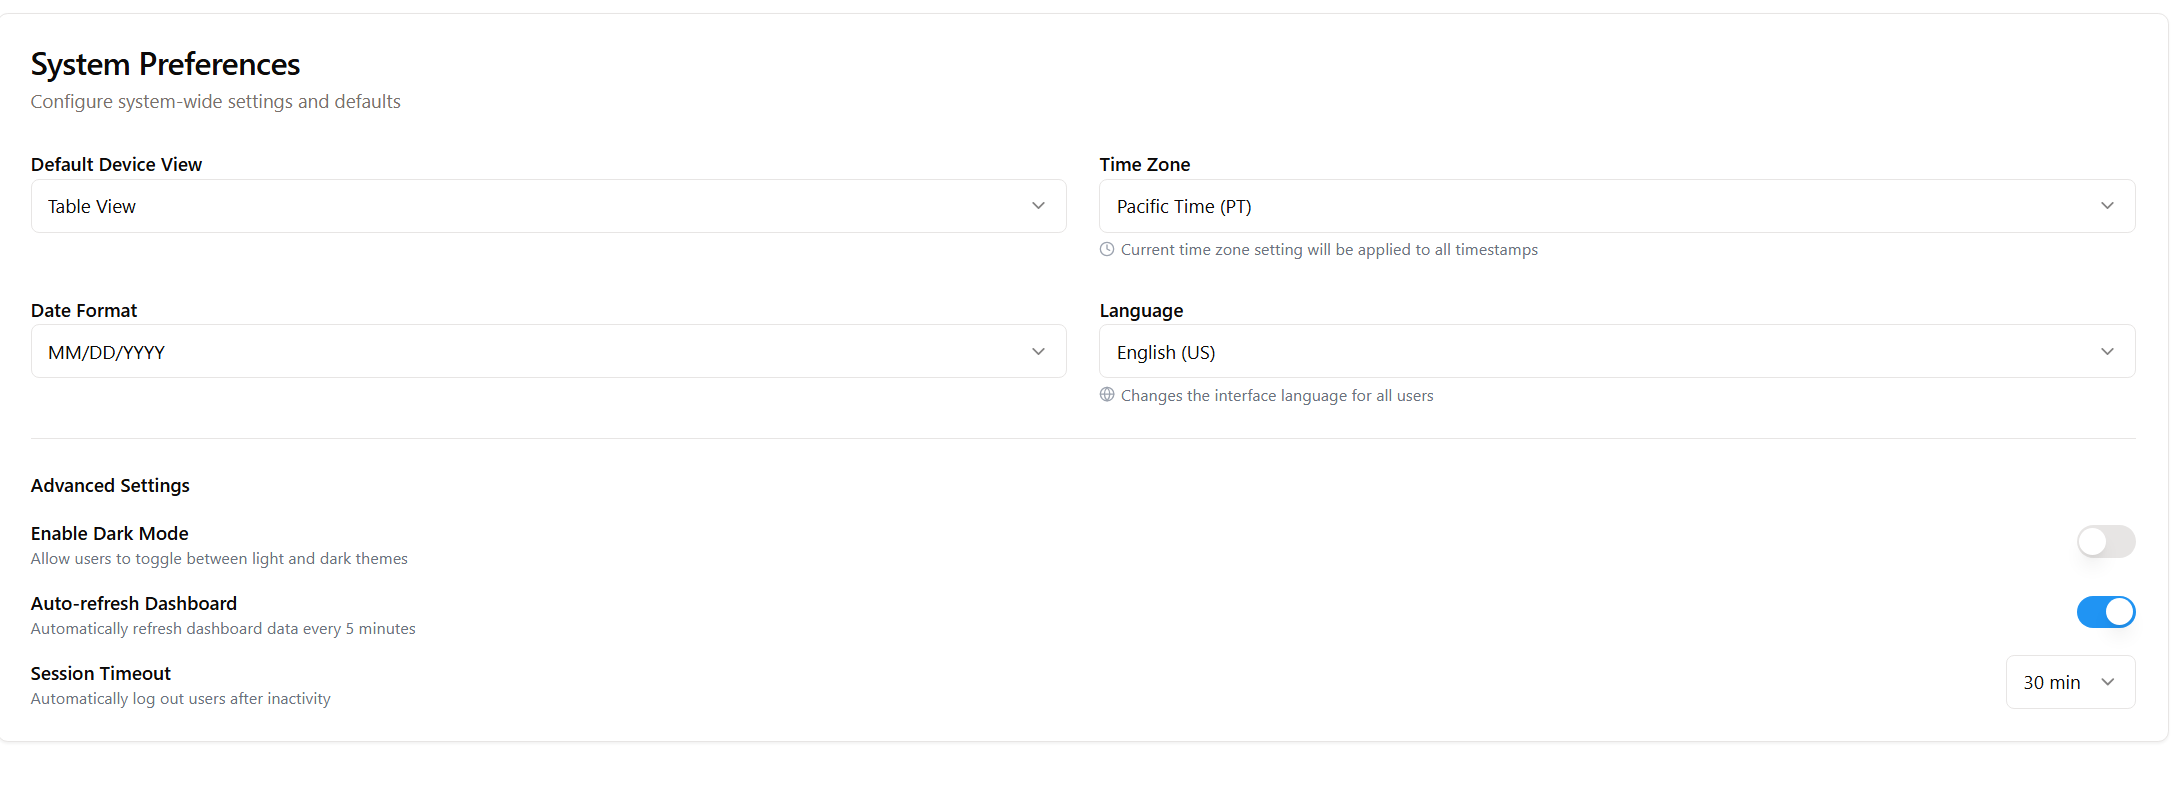 System Preferences
Configure system-wide settings and defaults
Default Device View
Table View
Time Zone
Pacific Time (PT)
Current time zone setting will be applied to all timestamps
Date Format
MM/DD/YYYY
Language
English (US)
Changes the interface language for all users
Advanced Settings
Enable Dark Mode
Allow users to toggle between light and dark themes
Auto-refresh Dashboard
Automatically refresh dashboard data every 5 minutes
Session Timeout
Automatically log out users after inactivity
30 min